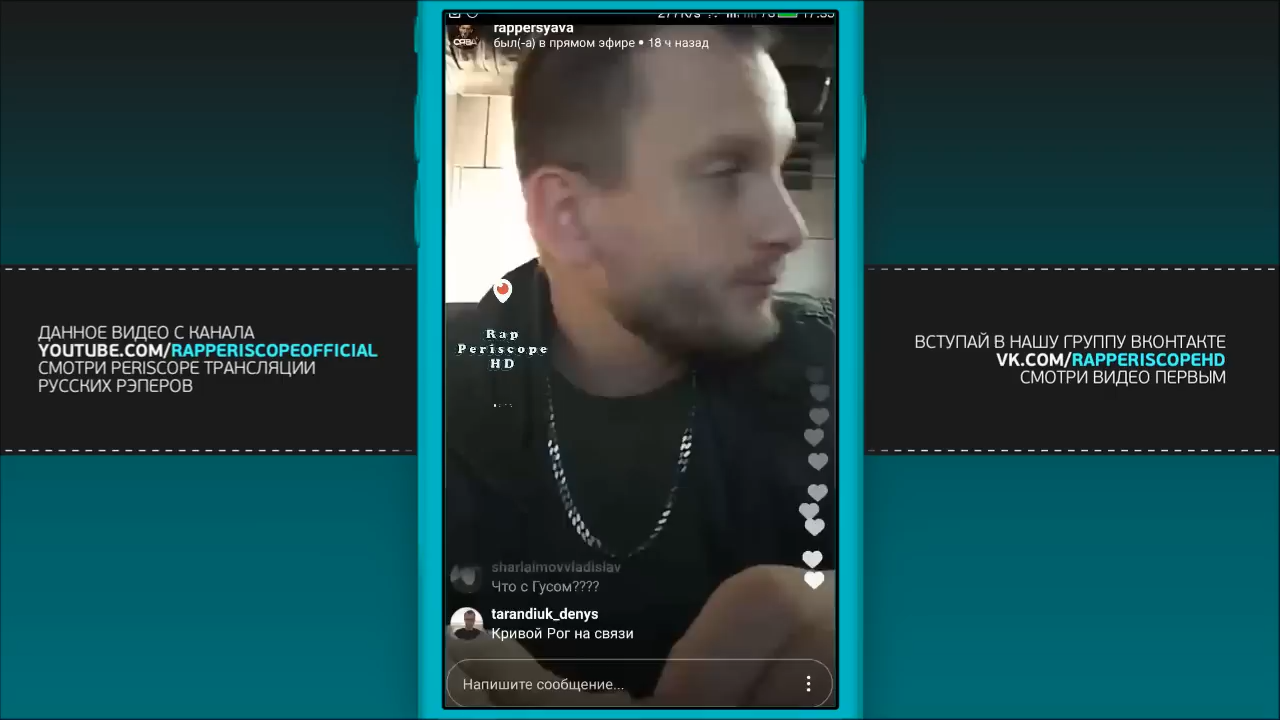 17:35
rappersyava
был(-а) в прямом эфире • 18 ч назад
ДАННОЕ ВИДЕО С КАНАЛА
YOUTUBE.COM/RAPPERISCOPEOFFICIAL
СМОТРИ PERISCOPE ТРАНСЛЯЦИИ
РУССКИХ РЭПЕРОВ
Rap
Periscope
HD
ВСТУПАЙ В НАШУ ГРУППУ ВКОНТАКТЕ
VK.COM/RAPPERISCOPEHD
СМОТРИ ВИДЕО ПЕРВЫМ
sharlaimovvladislav
Что с Гусом????
tarandiuk_denys
Кривой Рог на связи
Напишите сообщение...